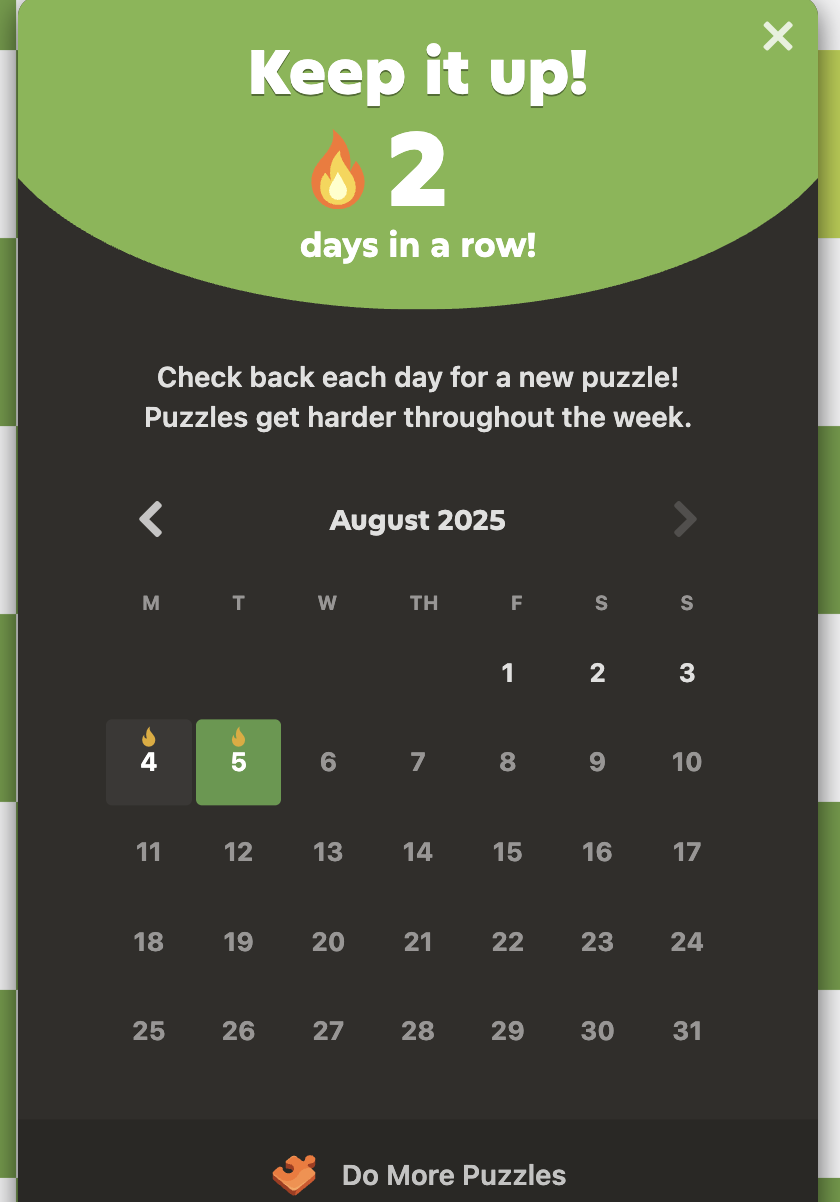 Keep it up!
2
days in a row!
Check back each day for a new puzzle!
Puzzles get harder throughout the week.
August 2025
M T W TH F S S
1 2 3
4 5 6 7 8 9 10
11 12 13 14 15 16 17
18 19 20 21 22 23 24
25 26 27 28 29 30 31
Do More Puzzles